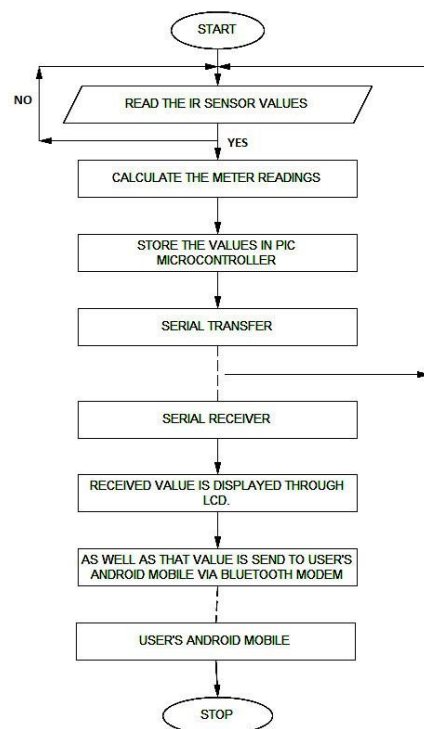 START
NO
READ THE IR SENSOR VALUES
YES
CALCULATE THE METER READINGS
STORE THE VALUES IN PIC
MICROCONTROLLER
SERIAL TRANSFER
SERIAL RECEIVER
RECEIVED VALUE IS DISPLAYED THROUGH
LCD.
AS WELL AS THAT VALUE IS SEND TO USER'S
ANDROID MOBILE VIA BLUETOOTH MODEM
USER'S ANDROID MOBILE
STOP